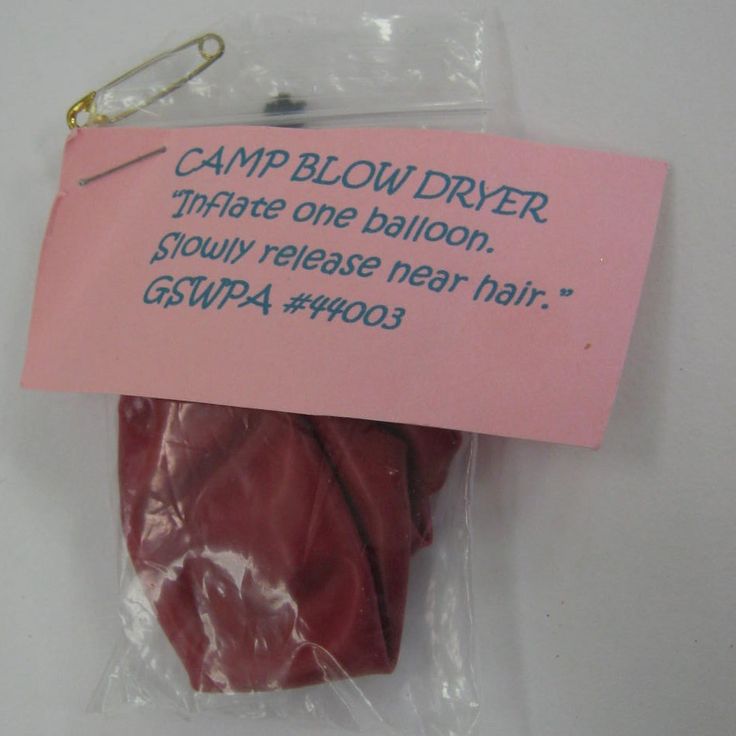 CAMP BLOW DRYER
"Inflate one balloon.
Slowly release near hair."
GSWPA #44003